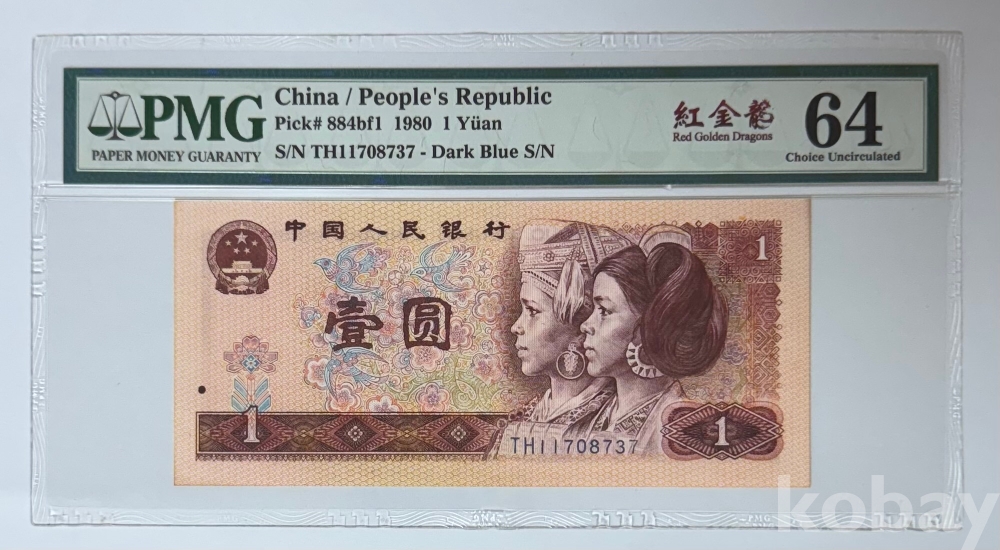 PMG
PAPER MONEY GUARANTY
China / People's Republic
Pick# 884bf1 1980 1 Yüan
S/N TH11708737 - Dark Blue S/N
紅金龍
Red Golden Dragons
64
Choice Uncirculated
中国人民银行
1
壹圆
1
1
TH11708737
kobay